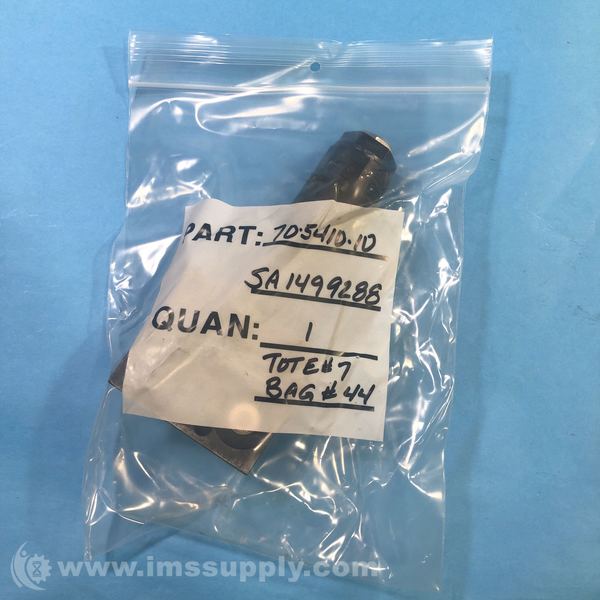 PART: 70.5410.10
SA1499288
QUAN: 1
TOTE#7
BAG #44
www.imssupply.com